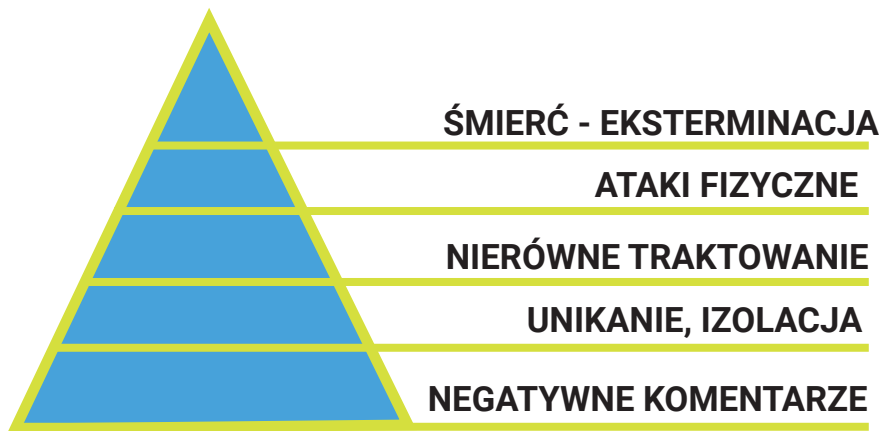 ŚMIERĆ - EKSTERMINACJA
ATAKI FIZYCZNE
NIERÓWNE TRAKTOWANIE
UNIKANIE, IZOLACJA
NEGATYWNE KOMENTARZE